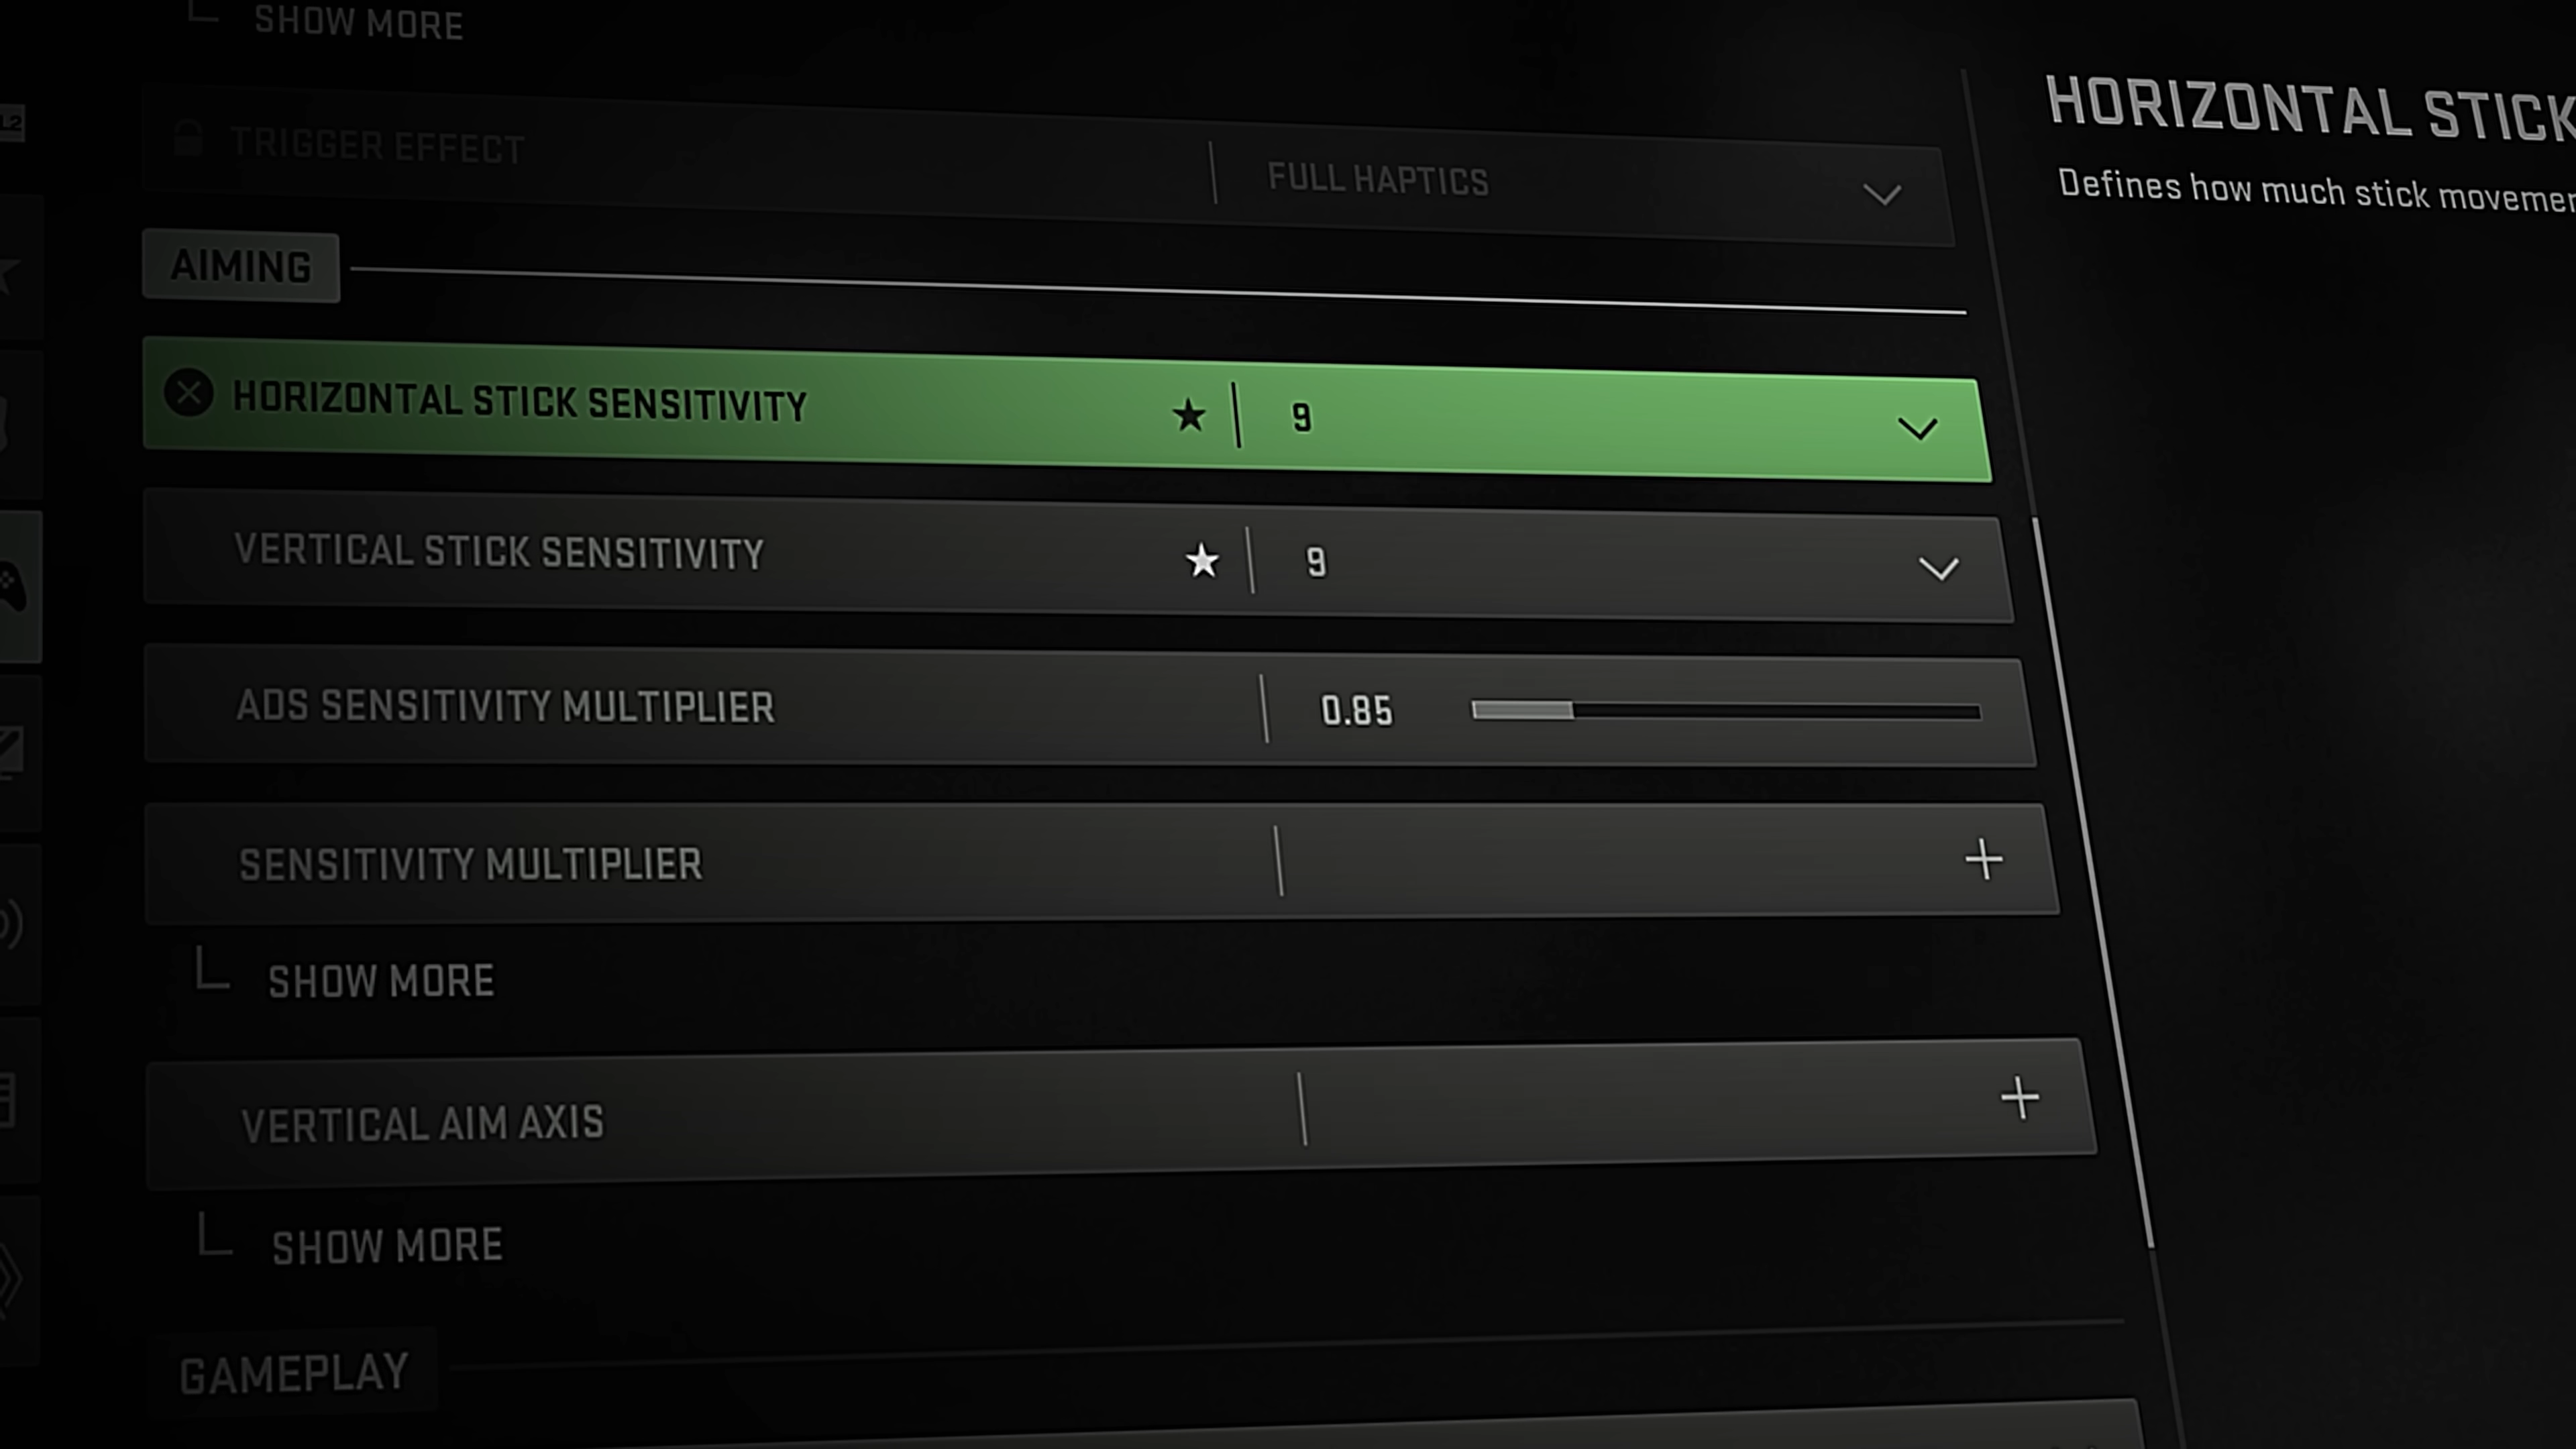 SHOW MORE
TRIGGER EFFECT
FULL HAPTICS
AIMING
HORIZONTAL STICK SENSITIVITY
9
VERTICAL STICK SENSITIVITY
9
ADS SENSITIVITY MULTIPLIER
0.85
SENSITIVITY MULTIPLIER
SHOW MORE
VERTICAL AIM AXIS
SHOW MORE
GAMEPLAY
HORIZONTAL STICK
Defines how much stick